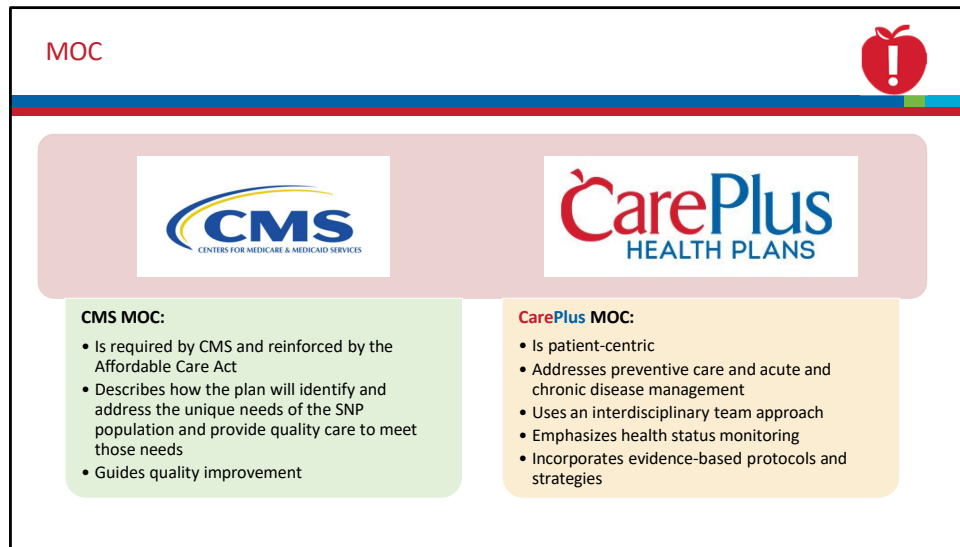 MOC
!
CMS
CENTERS FOR MEDICARE & MEDICAID SERVICES
CarePlus
HEALTH PLANS
CMS MOC:
• Is required by CMS and reinforced by the
Affordable Care Act
• Describes how the plan will identify and
address the unique needs of the SNP
population and provide quality care to meet
those needs
• Guides quality improvement
CarePlus MOC:
• Is patient-centric
• Addresses preventive care and acute and
chronic disease management
• Uses an interdisciplinary team approach
• Emphasizes health status monitoring
• Incorporates evidence-based protocols and
strategies